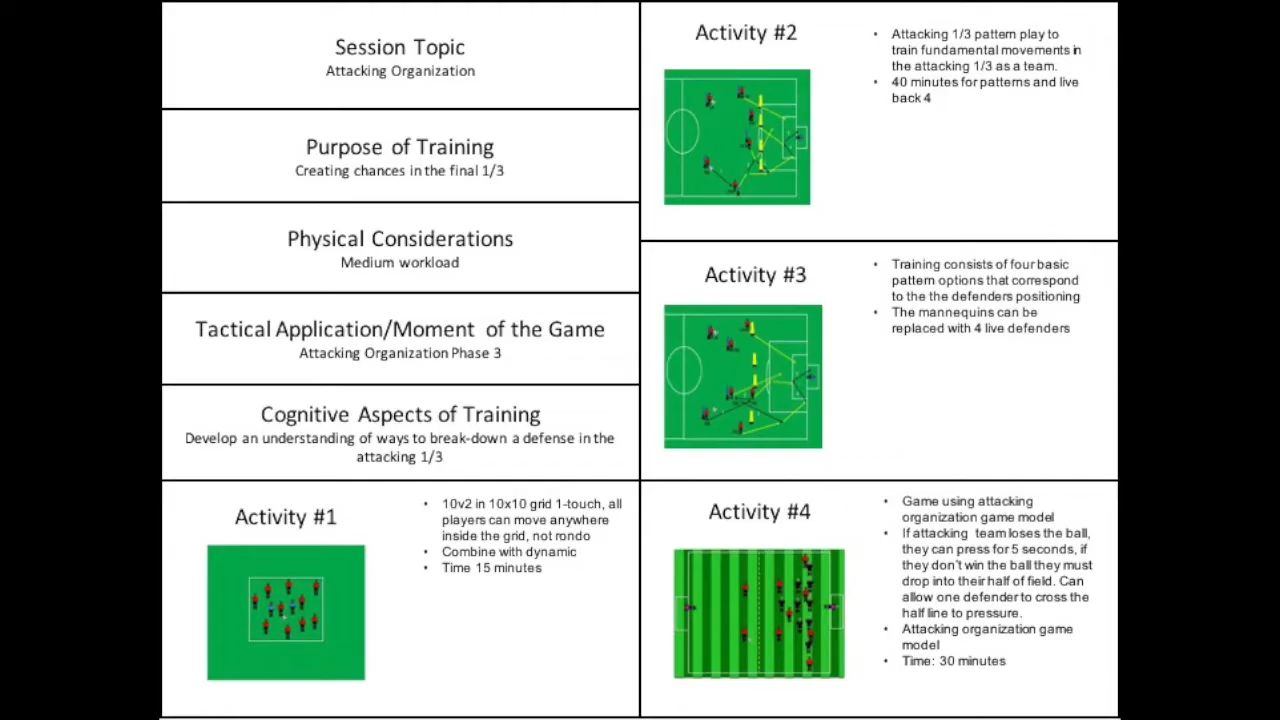 Session Topic
Attacking Organization
Purpose of Training
Creating chances in the final 1/3
Physical Considerations
Medium workload
Tactical Application/Moment of the Game
Attacking Organization Phase 3
Cognitive Aspects of Training
Develop an understanding of ways to break-down a defense in the
attacking 1/3
Activity #1
• 10v2 in 10x10 grid 1-touch, all
players can move anywhere
inside the grid, not rondo
• Combine with dynamic
• Time 15 minutes
Activity #2
• Attacking 1/3 pattern play to
train fundamental movements in
the attacking 1/3 as a team.
• 40 minutes for patterns and live
back 4
Activity #3
• Training consists of four basic
pattern options that correspond
to the the defenders positioning
• The mannequins can be
replaced with 4 live defenders
Activity #4
• Game using attacking
organization game model
• If attacking team loses the ball,
they can press for 5 seconds, if
they don't win the ball they must
drop into their half of field. Can
allow one defender to cross the
half line to pressure.
• Attacking organization game
model
• Time: 30 minutes